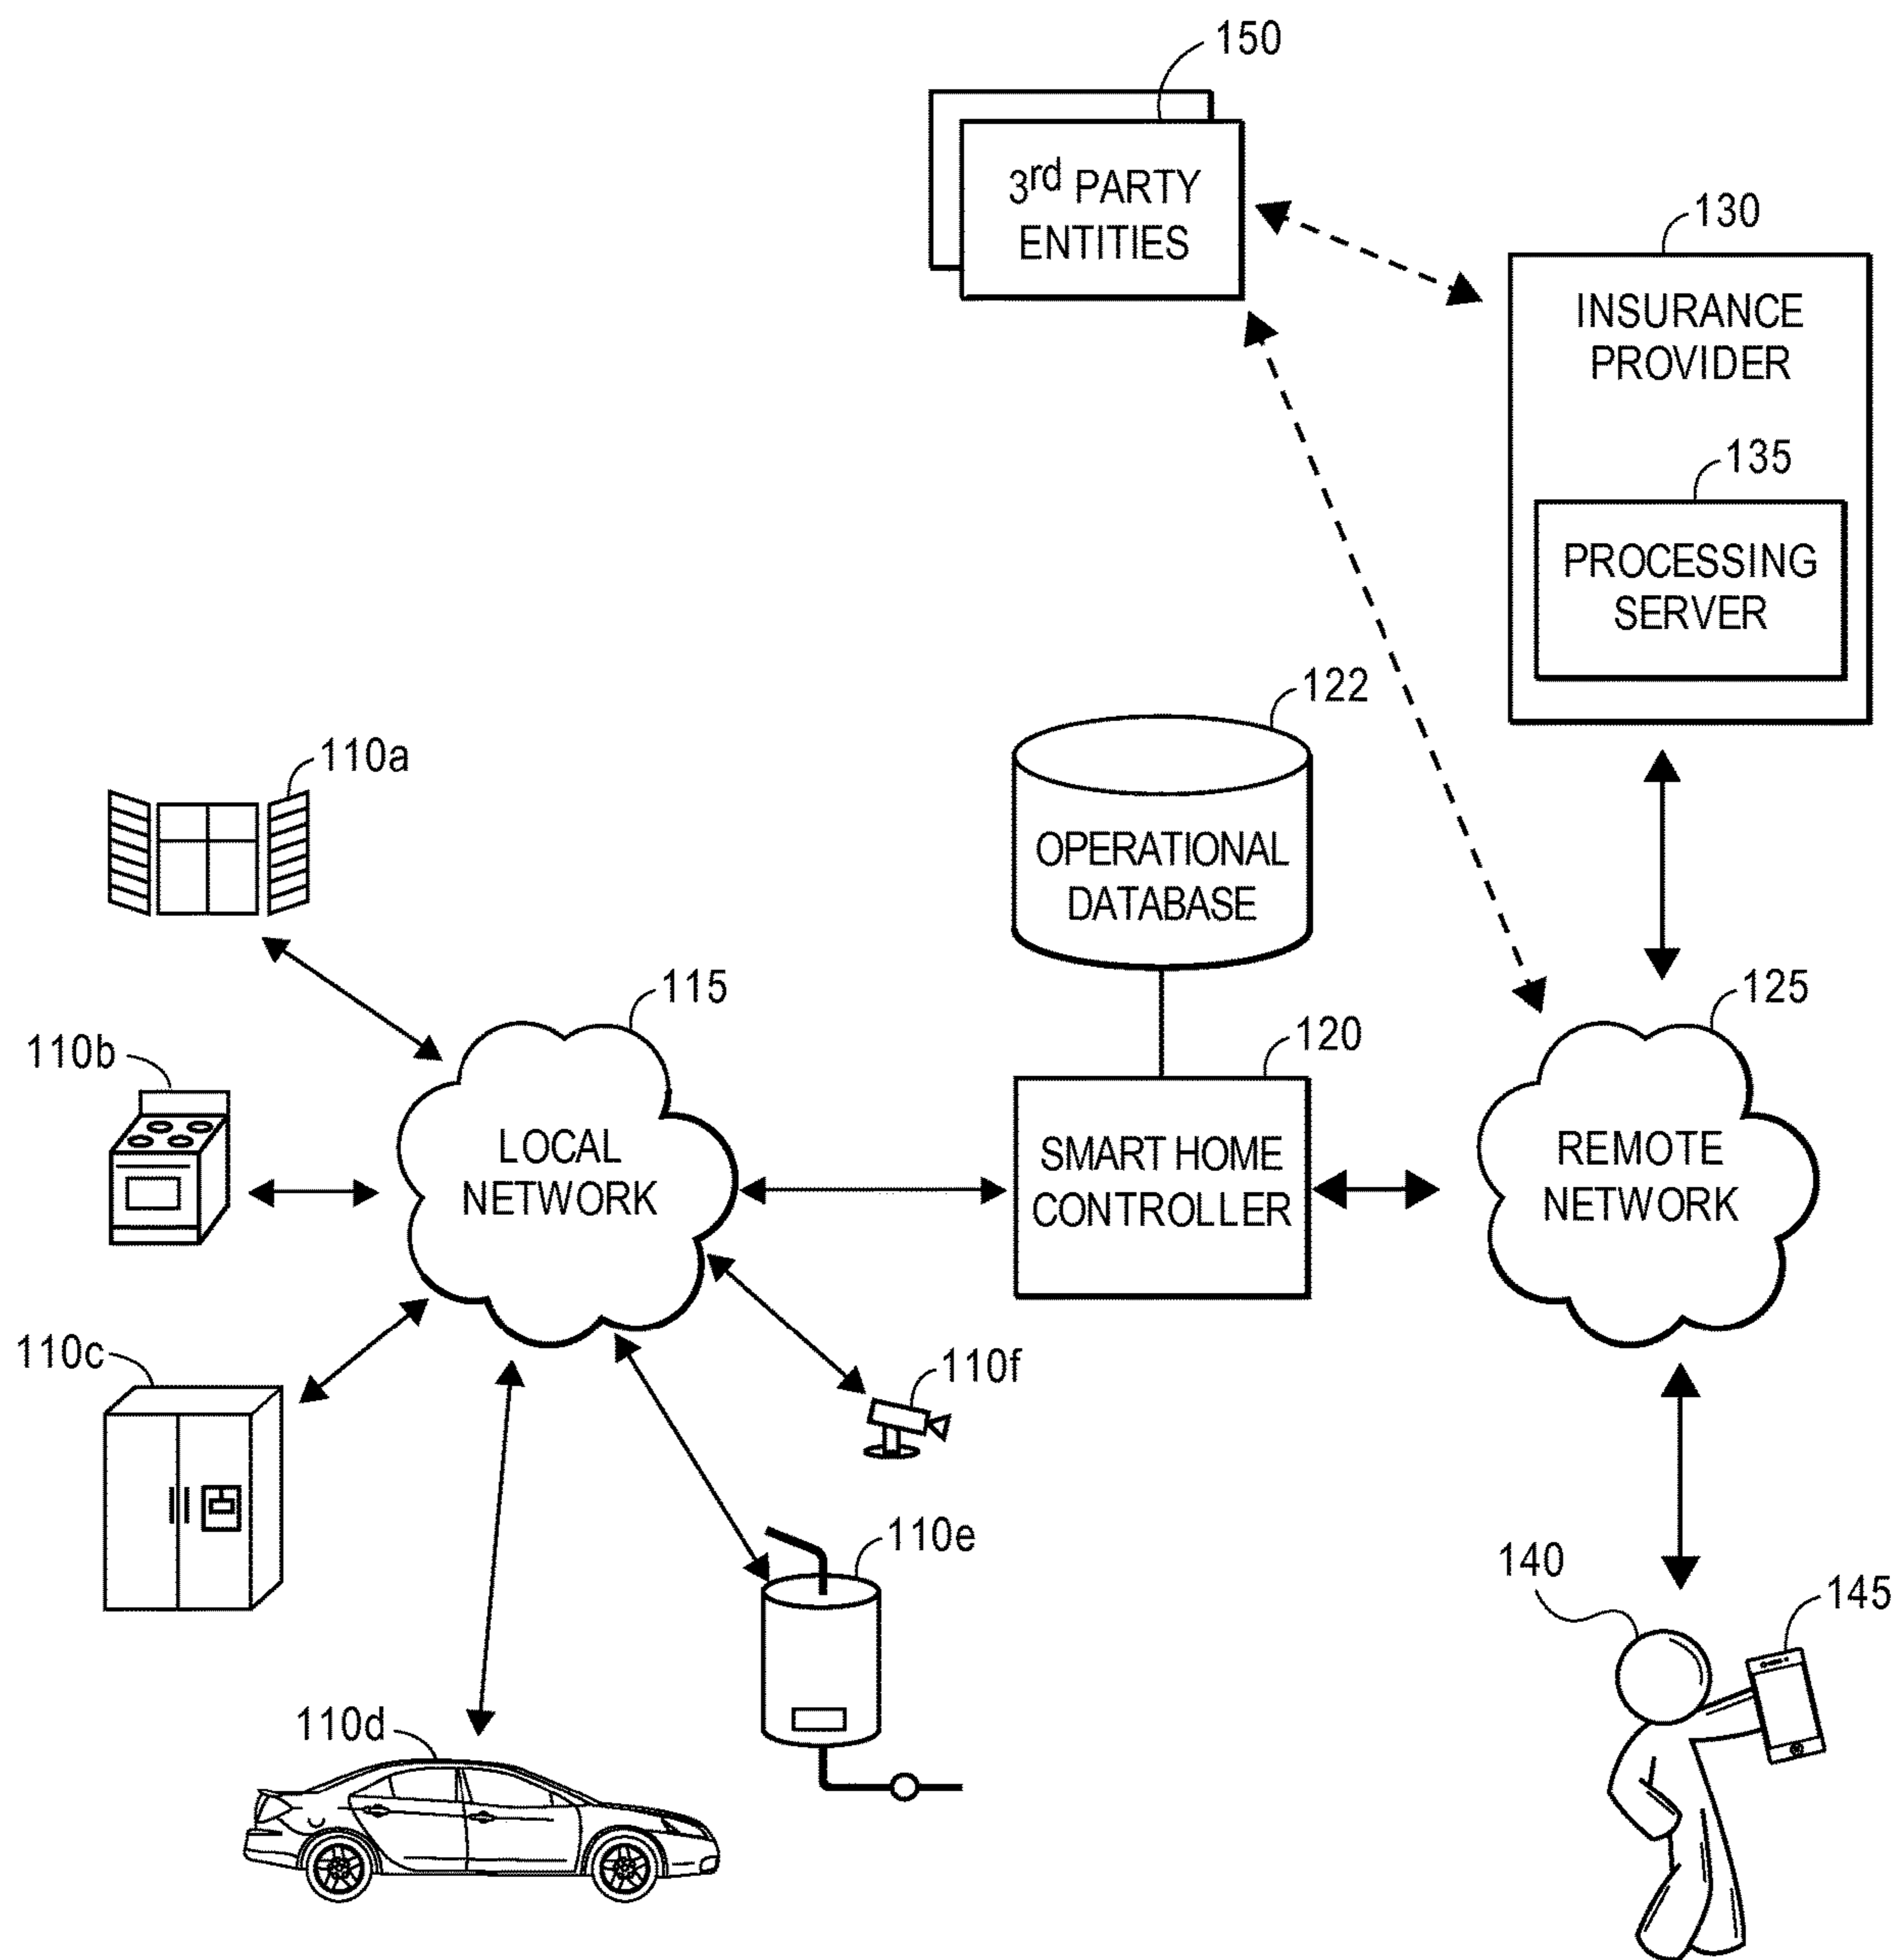 150
3rd PARTY
ENTITIES
130
INSURANCE
PROVIDER
135
PROCESSING
SERVER
122
OPERATIONAL
DATABASE
110a
115
125
120
110b
LOCAL
NETWORK
SMART HOME
CONTROLLER
REMOTE
NETWORK
110c
110f
110e
140
145
110d